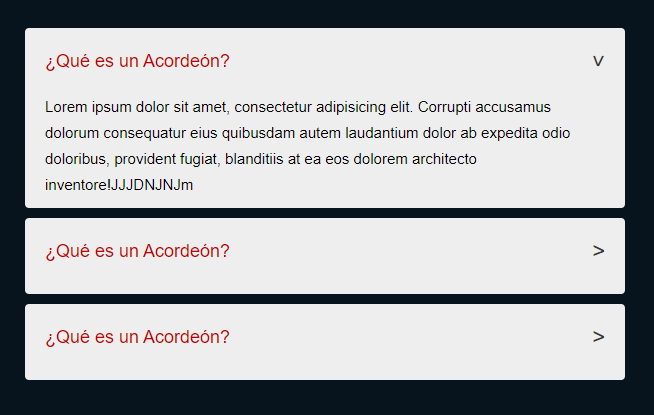 ¿Qué es un Acordeón? >
Lorem ipsum dolor sit amet, consectetur adipisicing elit. Corrupti accusamus
dolorum consequatur eius quibusdam autem laudantium dolor ab expedita odio
doloribus, provident fugiat, blanditiis at ea eos dolorem architecto
inventore!JJJDNJNJm
¿Qué es un Acordeón? >
¿Qué es un Acordeón? >